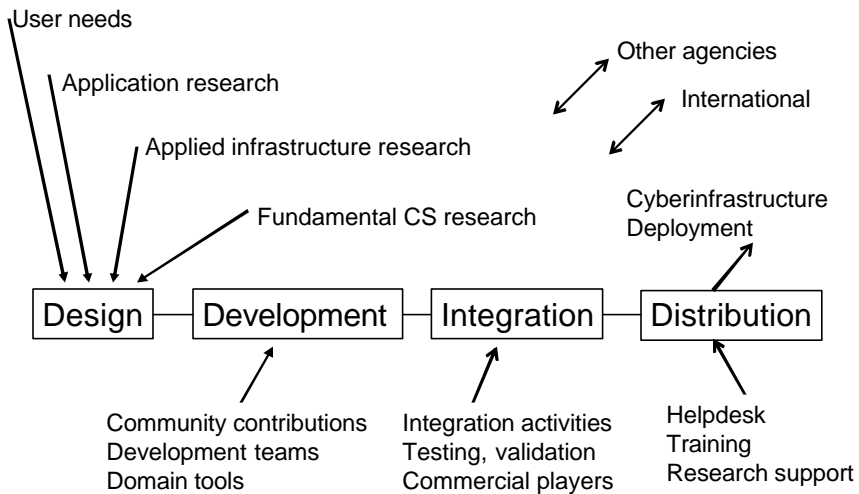 User needs
Other agencies
Application research
International
Applied infrastructure research
Cyberinfrastructure
Deployment
Fundamental CS research
Design
Development
Integration
Distribution
Community contributions
Development teams
Domain tools
Integration activities
Testing, validation
Commercial players
Helpdesk
Training
Research support